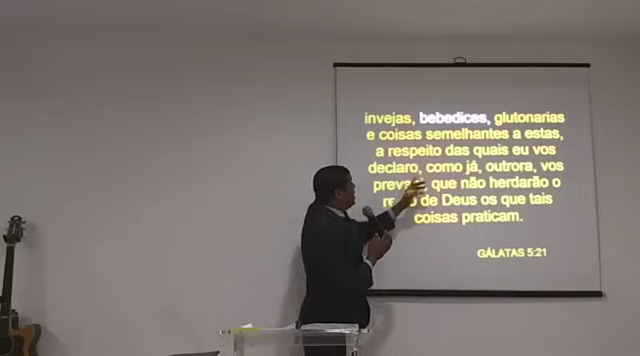 invejas, bebedices, glutonarias
e coisas semelhantes a estas,
a respeito das quais eu vos
declaro, como já, outrora, vos
que não herdarão o
de Deus os que tais
coisas praticam.
GÁLATAS 5:21